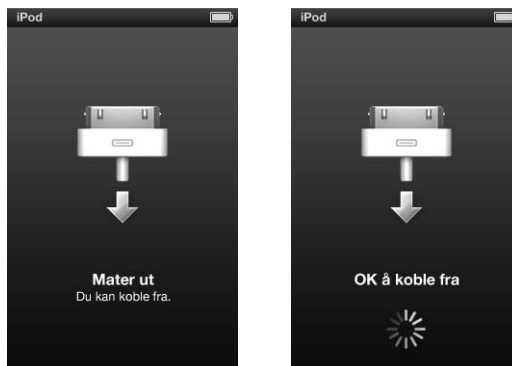 iPod
Mater ut
Du kan koble fra.
iPod
OK å koble fra